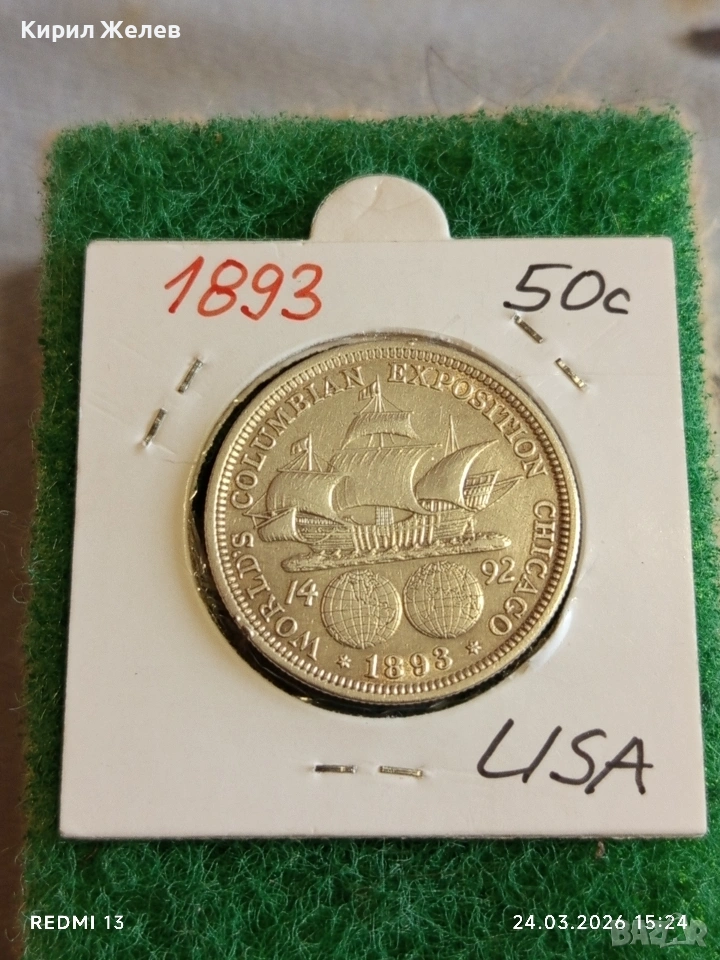 Кирил Желев
1893 50c
WORLD'S COLUMBIAN EXPOSITION CHICAGO
14 92
* 1893 *
USA
REDMI 13
24.03.2026 15:24
BAZAR